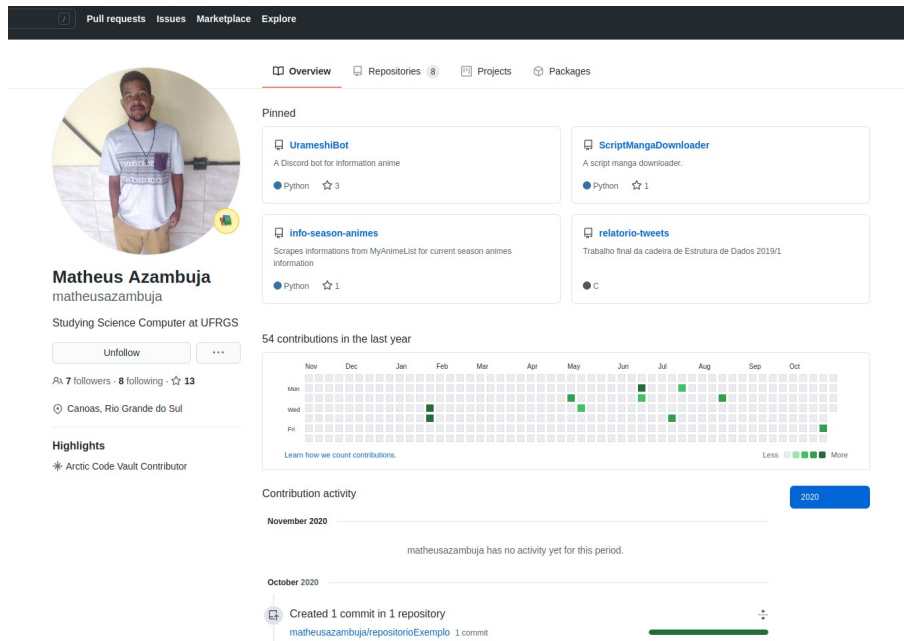 /
Pull requests Issues Marketplace Explore
Overview
Repositories 8
Projects
Packages
Matheus Azambuja
matheusazambuja
Studying Science Computer at UFRGS
Unfollow
...
7 followers · 8 following · 13
Canoas, Rio Grande do Sul
Highlights
Arctic Code Vault Contributor
Pinned
UrameshiBot
A Discord bot for information anime
Python 3
ScriptMangaDownloader
A script manga downloader.
Python 1
info-season-animes
Scrapes informations from MyAnimeList for current season animes
information
Python 1
relatorio-tweets
Trabalho final da cadeira de Estrutura de Dados 2019/1
C
54 contributions in the last year
Nov Dec Jan Feb Mar Apr May Jun Jul Aug Sep Oct
Mon
Wed
Fri
Learn how we count contributions.
Less More
Contribution activity
2020
November 2020
matheusazambuja has no activity yet for this period.
October 2020
Created 1 commit in 1 repository
matheusazambuja/repositorioExemplo 1 commit